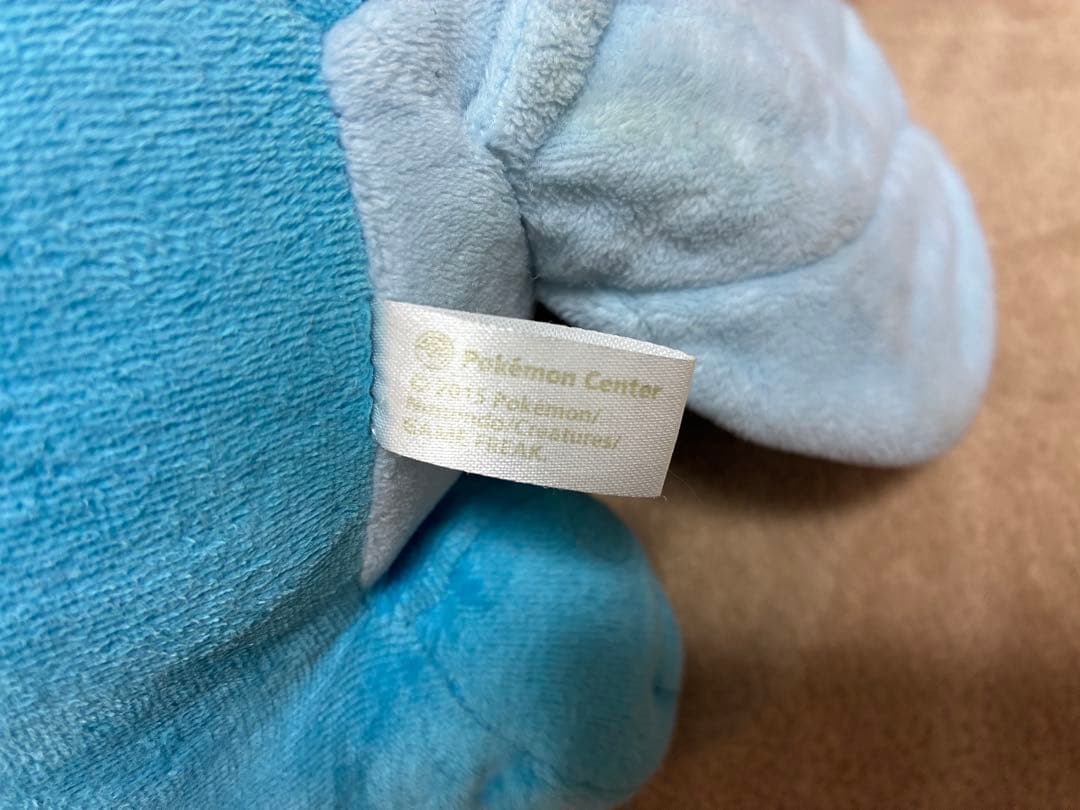 Pokémon Center
© 2015 Pokémon/
Nintendo/Creatures/
GAME FREAK.